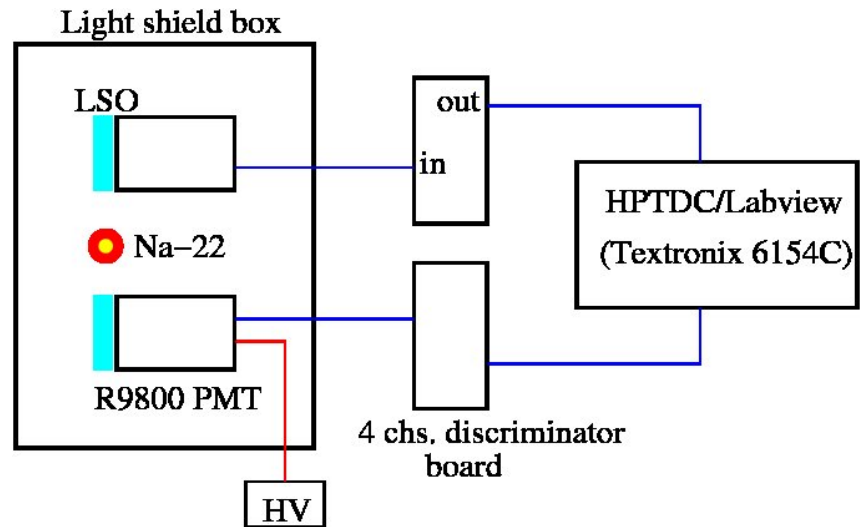 Light shield box
LSO
out
in
HPTDC/Labview
(Textronix 6154C)
Na-22
R9800 PMT
4 chs, discriminator
board
HV